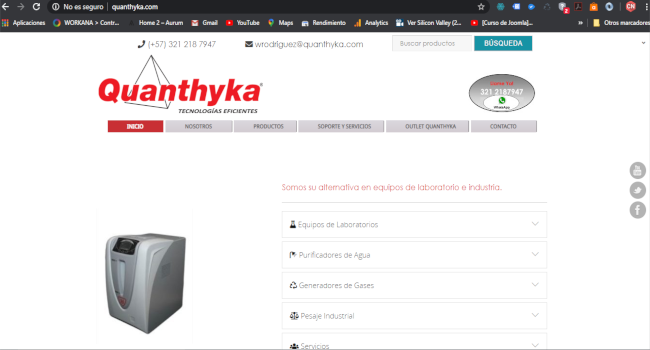 No es seguro | quanthyka.com
Aplicaciones WORKANA > Contr... Home 2 – Aurum Gmail YouTube Maps Rendimiento Analytics Ver Silicon Valley (2... [Curso de Joomla]... » Otros marcadores
(+57) 321 218 7947 wrodriguez@quanthyka.com Buscar productos BÚSQUEDA
Quanthyka®
TECNOLOGÍAS EFICIENTES
321 2187947
WhatsApp
INICIO NOSOTROS PRODUCTOS SOPORTE Y SERVICIOS OUTLET QUANTHYKA CONTACTO
Somos su alternativa en equipos de laboratorio e industria.
Equipos de Laboratorios
Purificadores de Agua
Generadores de Gases
Pesaje Industrial
Servicios